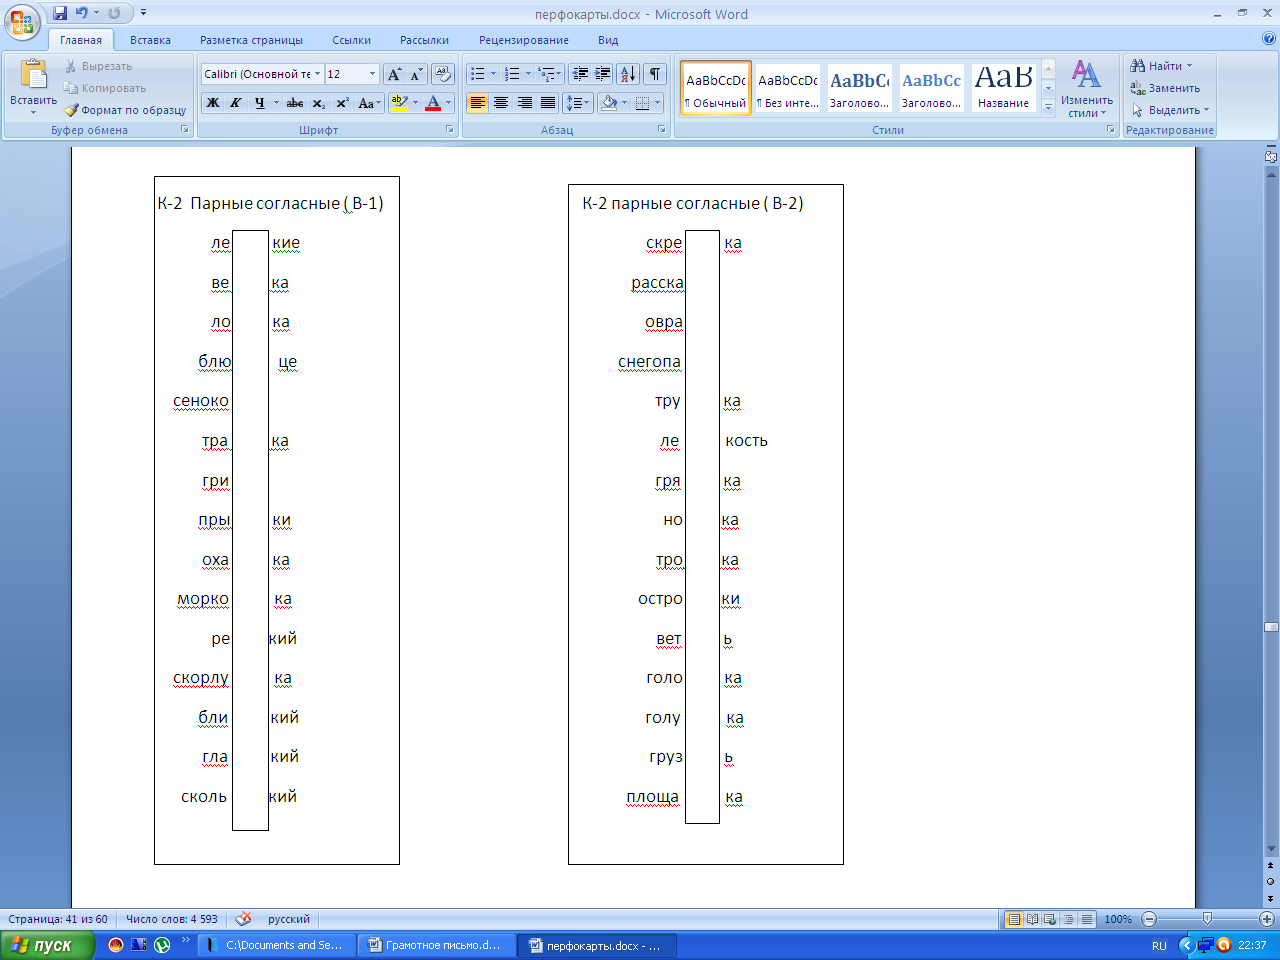 перфокарты.docx - Microsoft Word
Главная Вставка Разметка страницы Ссылки Рассылки Рецензирование Вид
Вставить
Вырезать
Копировать
Формат по образцу
Буфер обмена
Calibri (Основной те 12
Ж К Ч abc x₂ x² Aa
Шрифт
Абзац
AaBbCcDc AaBbCcDc AaBbC AaBbCc AaB
¶ Обычный ¶ Без инте... Заголово... Заголово... Название
Изменить стили
Стили
Найти
Заменить
Выделить
Редактирование
К-2 Парные согласные ( В-1)
ле кие
ве ка
ло ка
блю це
сеноко
тра ка
гри
пры ки
оха ка
морко ка
ре кий
скорлу ка
бли кий
гла кий
сколь кий
К-2 парные согласные ( В-2)
скре ка
расска
овра
снегопа
тру ка
ле кость
гря ка
но ка
тро ка
остро ки
вет ь
голо ка
голу ка
груз ь
площа ка
Страница: 41 из 60 Число слов: 4 593 русский 100%
пуск C:\Documents and Se... Грамотное письмо.d... перфокарты.docx - ... RU 22:37